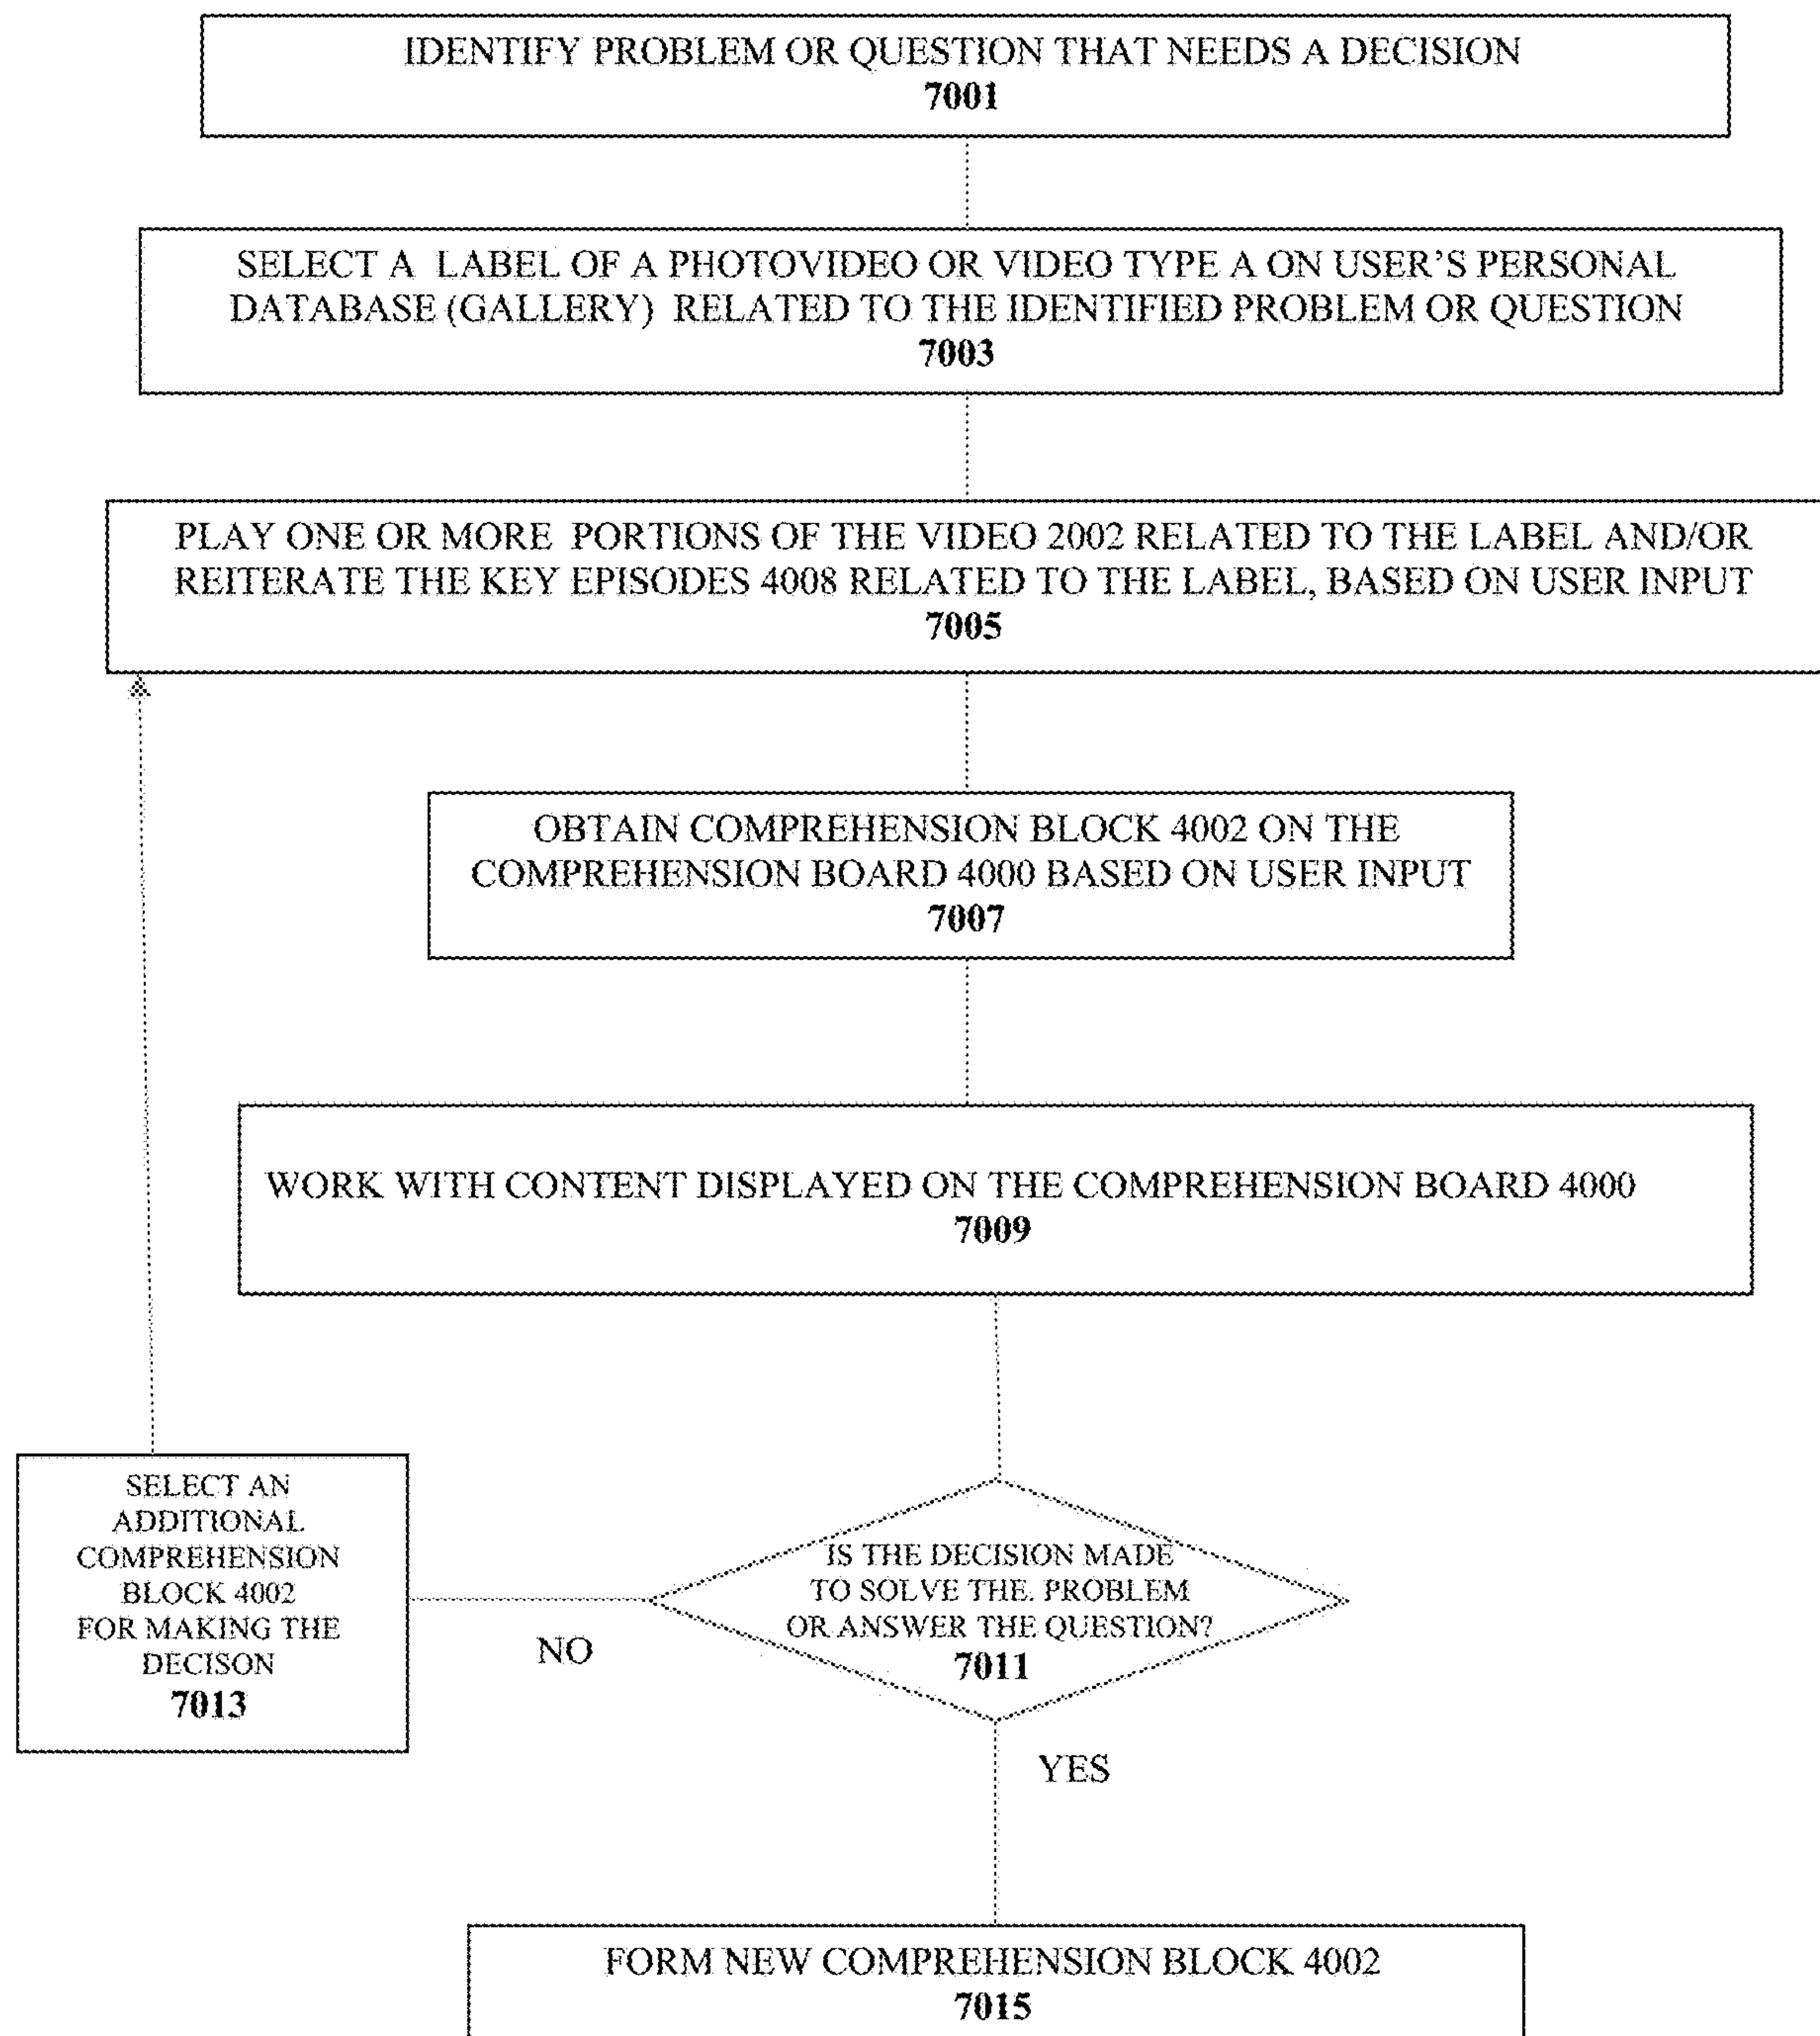 IDENTIFY PROBLEM OR QUESTION THAT NEEDS A DECISION
7001
SELECT A LABEL OF A PHOTOVIDEO OR VIDEO TYPE A ON USER'S PERSONAL
DATABASE (GALLERY) RELATED TO THE IDENTIFIED PROBLEM OR QUESTION
7003
PLAY ONE OR MORE PORTIONS OF THE VIDEO 2002 RELATED TO THE LABEL AND/OR
REITERATE THE KEY EPISODES 4008 RELATED TO THE LABEL, BASED ON USER INPUT
7005
OBTAIN COMPREHENSION BLOCK 4002 ON THE
COMPREHENSION BOARD 4000 BASED ON USER INPUT
7007
WORK WITH CONTENT DISPLAYED ON THE COMPREHENSION BOARD 4000
7009
IS THE DECISION MADE
TO SOLVE THE. PROBLEM
OR ANSWER THE QUESTION?
7011
NO
SELECT AN
ADDITIONAL
COMPREHENSION
BLOCK 4002
FOR MAKING THE
DECISON
7013
YES
FORM NEW COMPREHENSION BLOCK 4002
7015